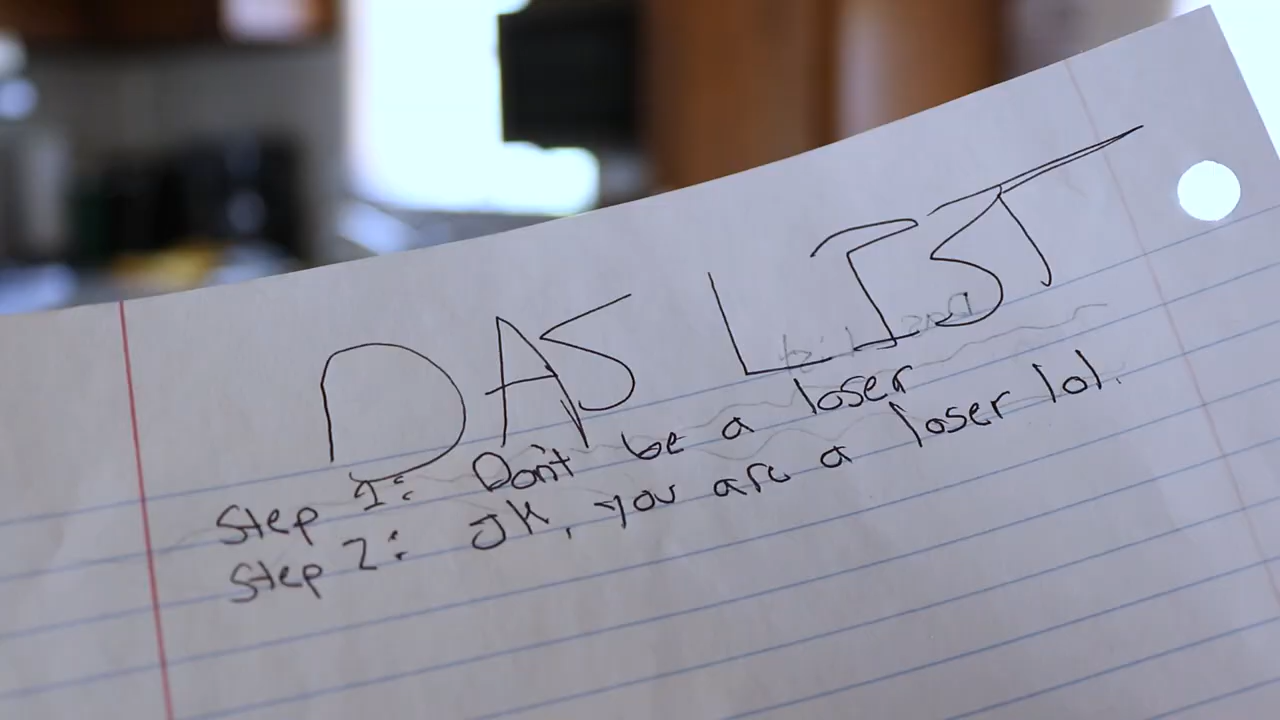 DAS LIST
Step 1: Don't be a loser
Step 2: JK, you are a loser lol.